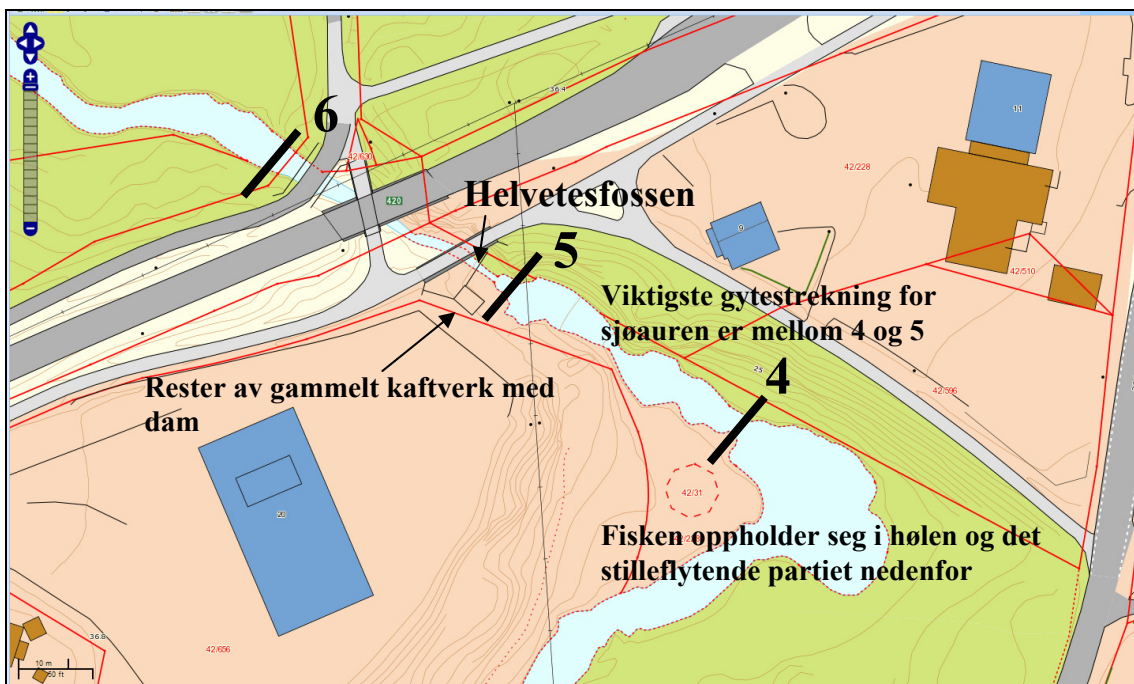 6
36.4
11
42/630
42/228
420
Helvetesfossen
9
5
42/510
Viktigste gytestrekning for
sjøauren er mellom 4 og 5
25
4
42/596
Rester av gammelt kaftverk med
dam
42/31
20
Fisken oppholder seg i hølen og det
stilleflytende partiet nedenfor
36.8
42/656
10 m
50 ft